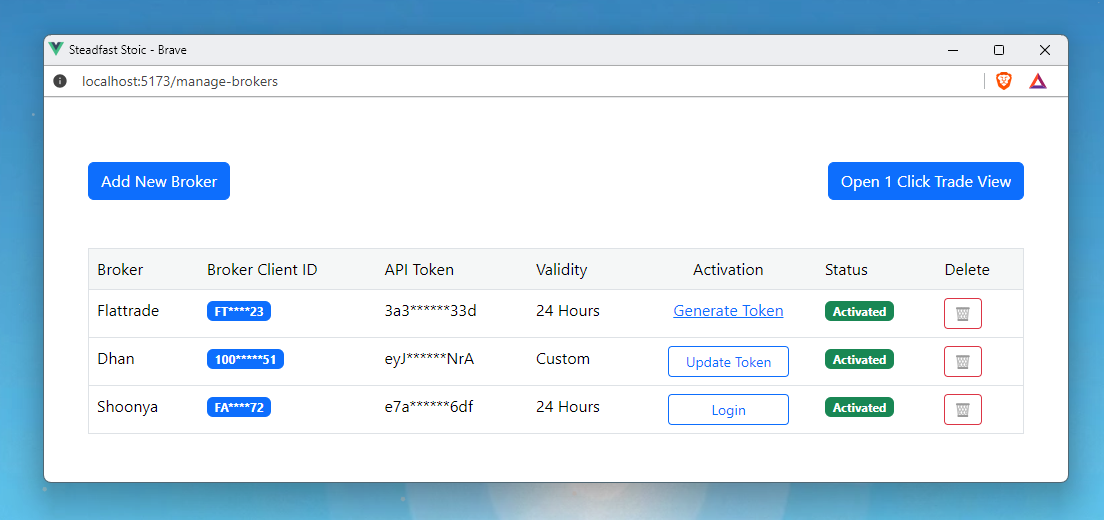 Steadfast Stoic - Brave
localhost:5173/manage-brokers
Add New Broker Open 1 Click Trade View
Broker Broker Client ID API Token Validity Activation Status Delete
Flattrade FT****23 3a3******33d 24 Hours Generate Token Activated
Dhan 100*****51 eyJ******NrA Custom Update Token Activated
Shoonya FA****72 e7a******6df 24 Hours Login Activated